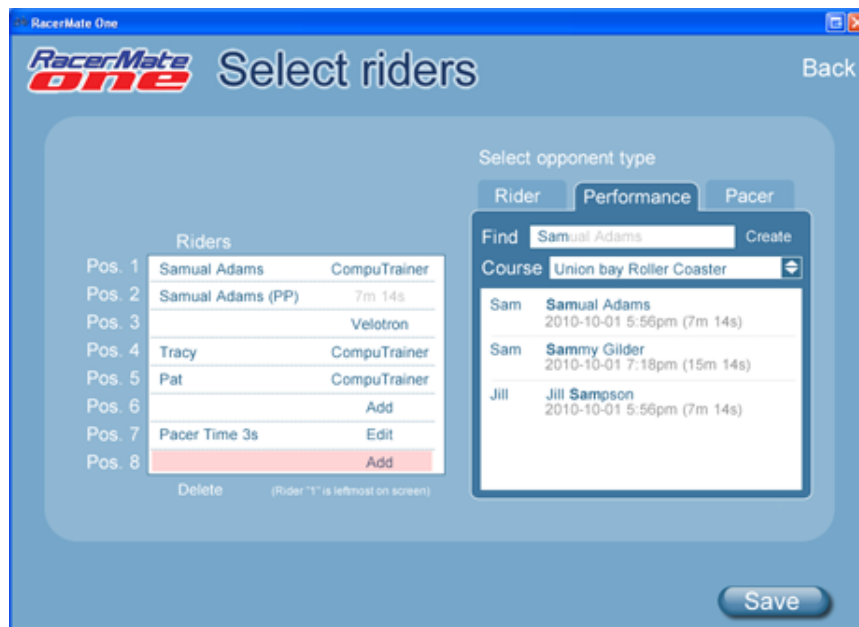 RacerMate One
RacerMate one Select riders
Back
Select opponent type
Rider Performance Pacer
Find Samual Adams Create
Course Union bay Roller Coaster
Riders
Pos. 1 Samual Adams CompuTrainer
Pos. 2 Samual Adams (PP) 7m 14s
Pos. 3 Velotron
Pos. 4 Tracy CompuTrainer
Pos. 5 Pat CompuTrainer
Pos. 6 Add
Pos. 7 Pacer Time 3s Edit
Pos. 8 Add
Delete (Rider "1" is leftmost on screen)
Sam Samual Adams
2010-10-01 5:56pm (7m 14s)
Sam Sammy Gilder
2010-10-01 7:18pm (15m 14s)
Jill Jill Sampson
2010-10-01 5:56pm (7m 14s)
Save